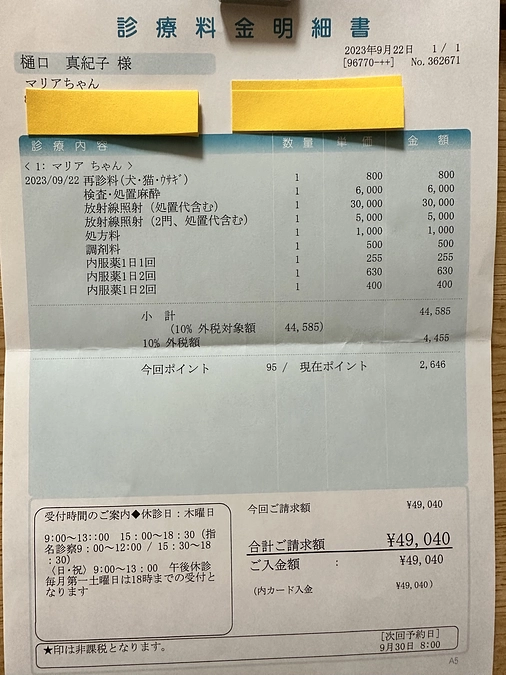 診療料金明細書
2023年9月22日 1 / 1
樋口 真紀子 様
[96770-++] No.362671
マリアちゃん
診療内容 数量 単価 金額
< 1: マリア ちゃん >
2023/09/22 再診料(犬・猫・ｳｻｷﾞ) 1 800 800
検査・処置麻酔 1 6,000 6,000
放射線照射（処置代含む） 1 30,000 30,000
放射線照射（2門、処置代含む） 1 5,000 5,000
処方料 1 1,000 1,000
調剤料 1 500 500
内服薬1日1回 1 255 255
内服薬1日2回 1 630 630
内服薬1日2回 1 400 400
小 計 44,585
(10% 外税対象額 44,585)
10% 外税額 4,455
今回ポイント 95 / 現在ポイント 2,646
受付時間のご案内◆休診日：木曜日
9:00～13::00 15:00～18:30（指
名診察9：00～12:00 / 15：30～18
：30）
（日・祝）9:00～13：00 午後休診
毎月第一土曜日は18時までの受付と
なります
今回ご請求額 ¥49,040
合計ご請求額 ¥49,040
ご入金額 : ¥49,040
(内カード入金 ¥49,040)
★印は非課税となります。
[次回予約日]
9月30日 8:00
A5